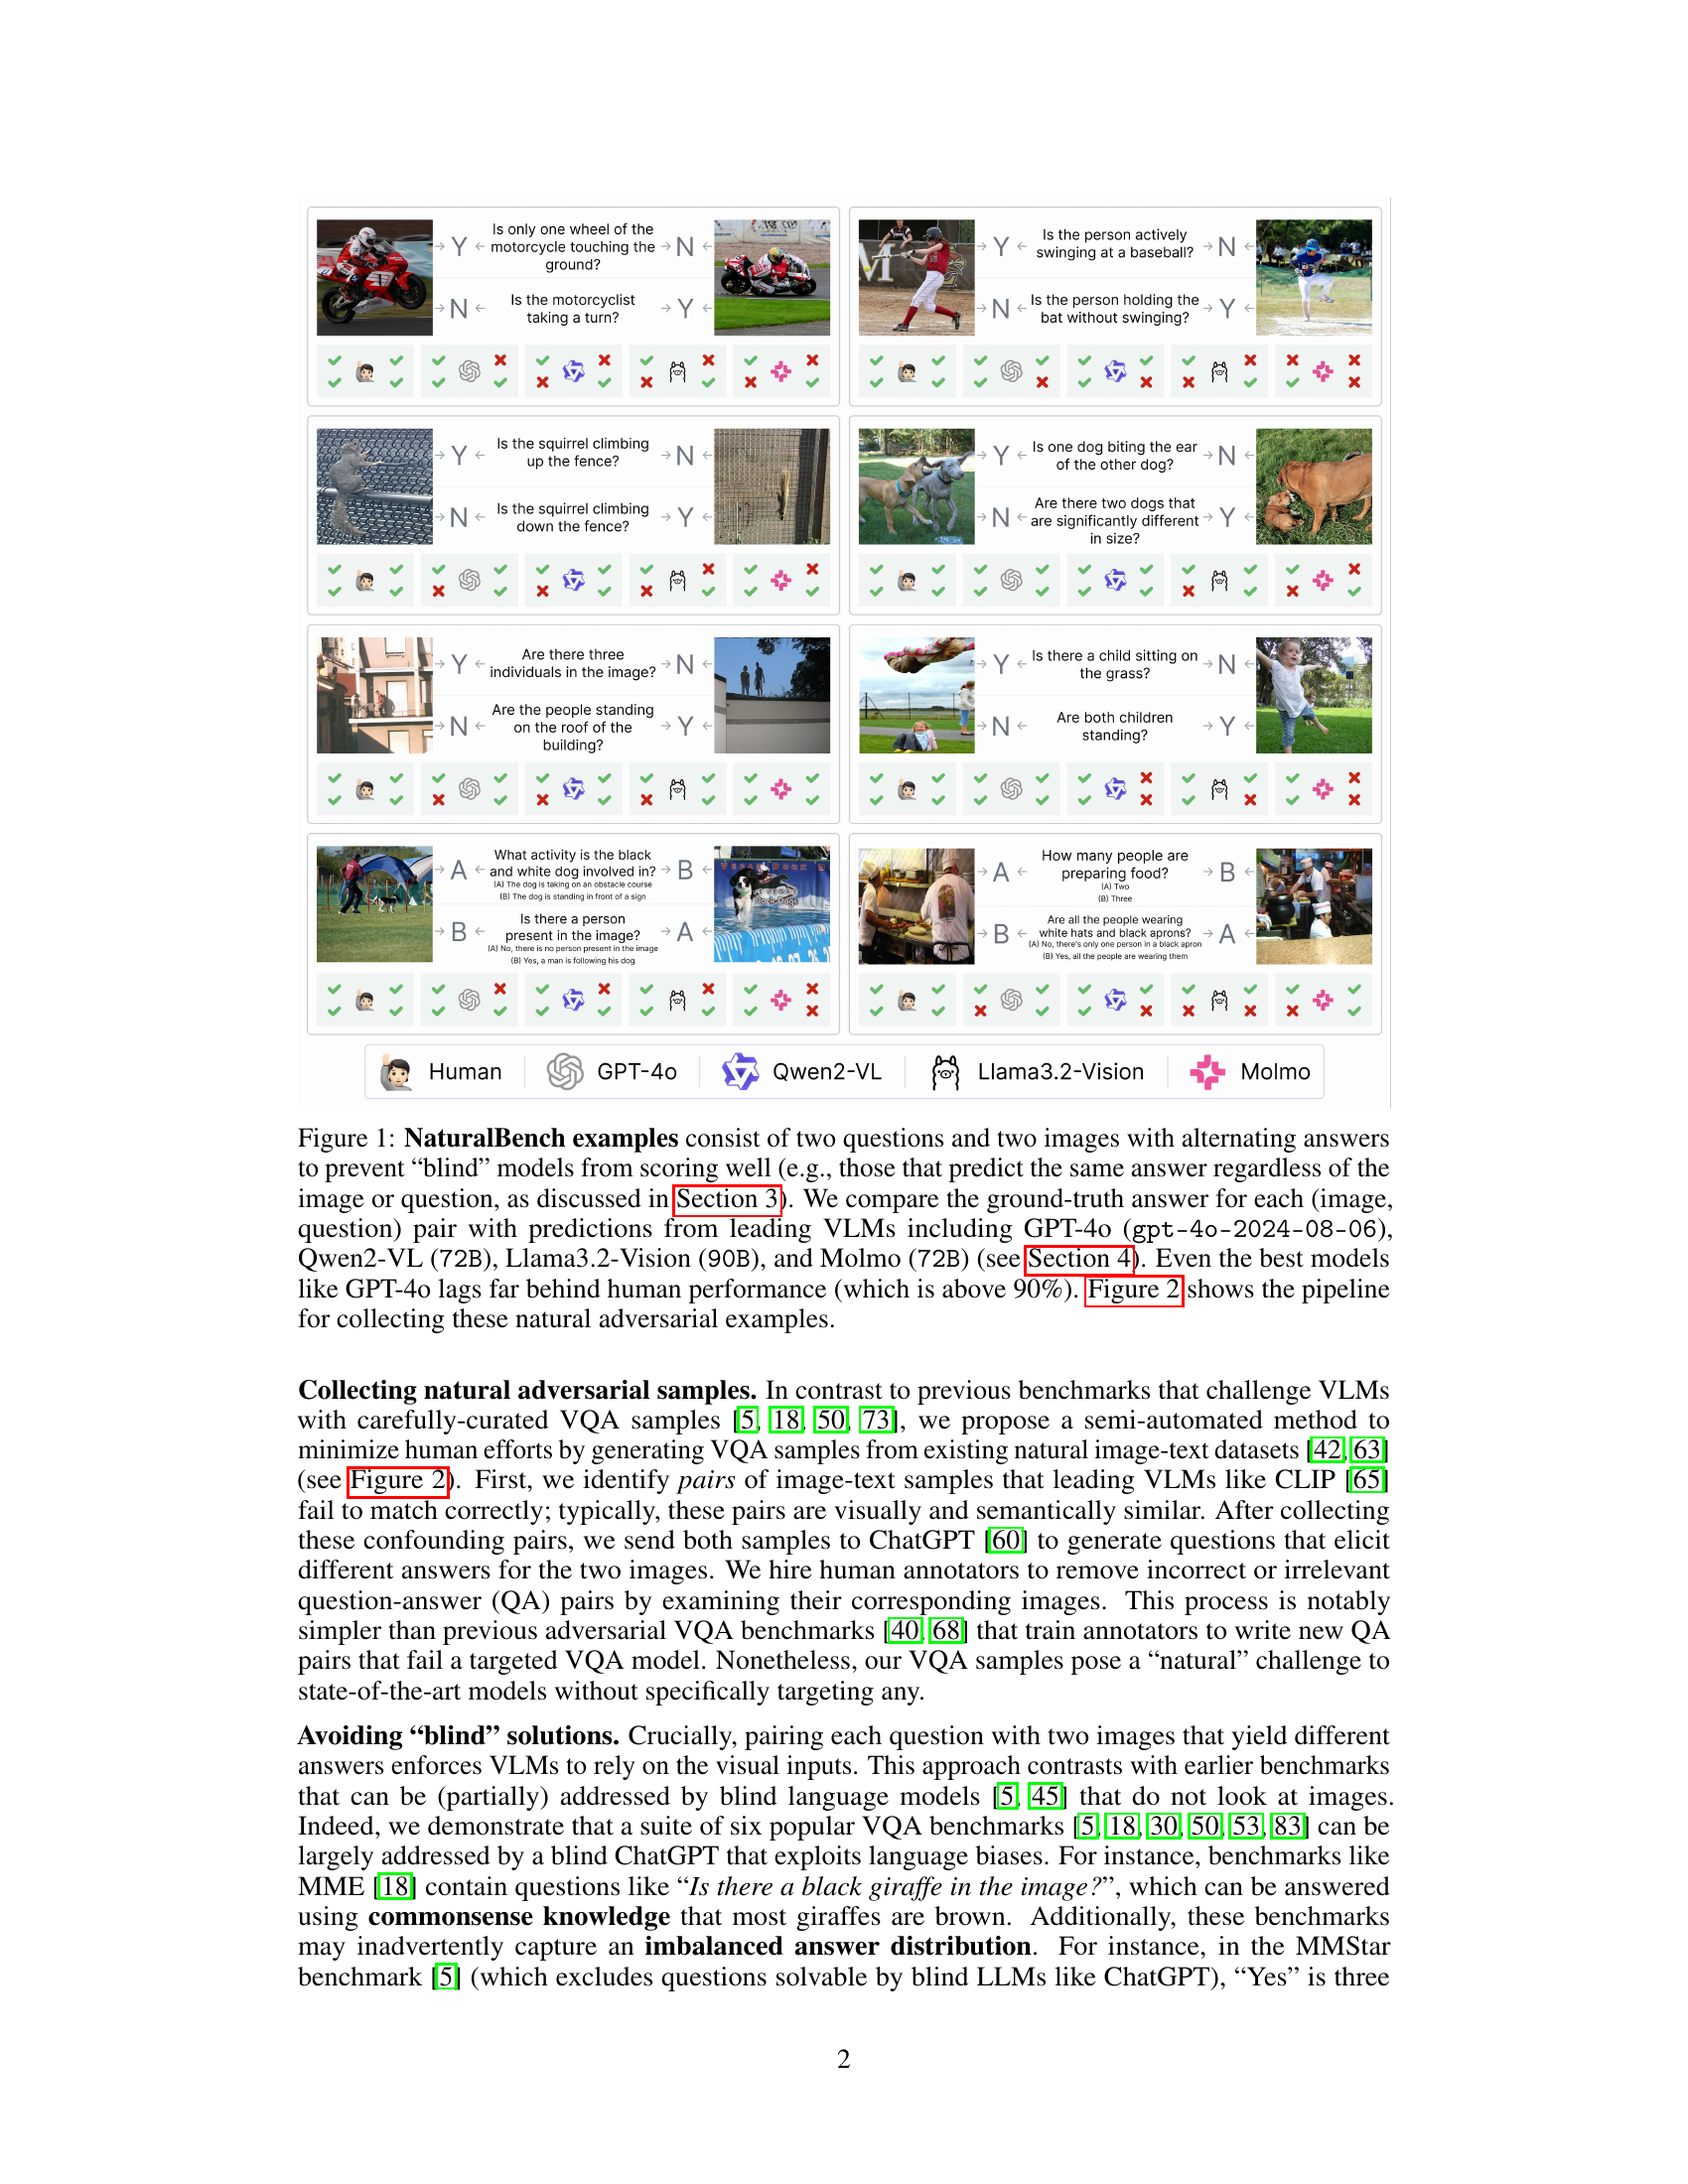 Is only one wheel of the
motorcycle touching the
ground?
Y
N
Is the motorcyclist
taking a turn?
N
Y
Is the person actively
swinging at a baseball?
Y
N
Is the person holding the
bat without swinging?
N
Y
Is the squirrel climbing
up the fence?
Y
N
Is the squirrel climbing
down the fence?
N
Y
Is one dog biting the ear
of the other dog?
Y
N
Are there two dogs that
are significantly different
in size?
N
Y
Are there three
individuals in the image?
Y
N
Are the people standing
on the roof of the
building?
N
Y
Is there a child sitting on
the grass?
Y
N
Are both children
standing?
N
Y
What activity is the black
and white dog involved in?
(A) The dog is taking on an obstacle course
(B) The dog is standing in front of a sign
A
B
Is there a person
present in the image?
(A) No, there is no person present in the image
(B) Yes, a man is following his dog
B
A
How many people are
preparing food?
(A) Two
(B) Three
A
B
Are all the people wearing
white hats and black aprons?
(A) No, there's only one person in a black apron
(B) Yes, all the people are wearing them
B
A
Human GPT-4o Qwen2-VL Llama3.2-Vision Molmo
Figure 1: NaturalBench examples consist of two questions and two images with alternating answers
to prevent “blind” models from scoring well (e.g., those that predict the same answer regardless of the
image or question, as discussed in Section 3). We compare the ground-truth answer for each (image,
question) pair with predictions from leading VLMs including GPT-4o (gpt-4o-2024-08-06),
Qwen2-VL (72B), Llama3.2-Vision (90B), and Molmo (72B) (see Section 4). Even the best models
like GPT-4o lags far behind human performance (which is above 90%). Figure 2 shows the pipeline
for collecting these natural adversarial examples.
Collecting natural adversarial samples. In contrast to previous benchmarks that challenge VLMs
with carefully-curated VQA samples [5, 18, 50, 73], we propose a semi-automated method to
minimize human efforts by generating VQA samples from existing natural image-text datasets [42, 63]
(see Figure 2). First, we identify pairs of image-text samples that leading VLMs like CLIP [65]
fail to match correctly; typically, these pairs are visually and semantically similar. After collecting
these confounding pairs, we send both samples to ChatGPT [60] to generate questions that elicit
different answers for the two images. We hire human annotators to remove incorrect or irrelevant
question-answer (QA) pairs by examining their corresponding images. This process is notably
simpler than previous adversarial VQA benchmarks [40, 68] that train annotators to write new QA
pairs that fail a targeted VQA model. Nonetheless, our VQA samples pose a “natural” challenge to
state-of-the-art models without specifically targeting any.
Avoiding “blind” solutions. Crucially, pairing each question with two images that yield different
answers enforces VLMs to rely on the visual inputs. This approach contrasts with earlier benchmarks
that can be (partially) addressed by blind language models [5, 45] that do not look at images.
Indeed, we demonstrate that a suite of six popular VQA benchmarks [5, 18, 30, 50, 53, 83] can be
largely addressed by a blind ChatGPT that exploits language biases. For instance, benchmarks like
MME [18] contain questions like “Is there a black giraffe in the image?”, which can be answered
using commonsense knowledge that most giraffes are brown. Additionally, these benchmarks
may inadvertently capture an imbalanced answer distribution. For instance, in the MMStar
benchmark [5] (which excludes questions solvable by blind LLMs like ChatGPT), “Yes” is three
2